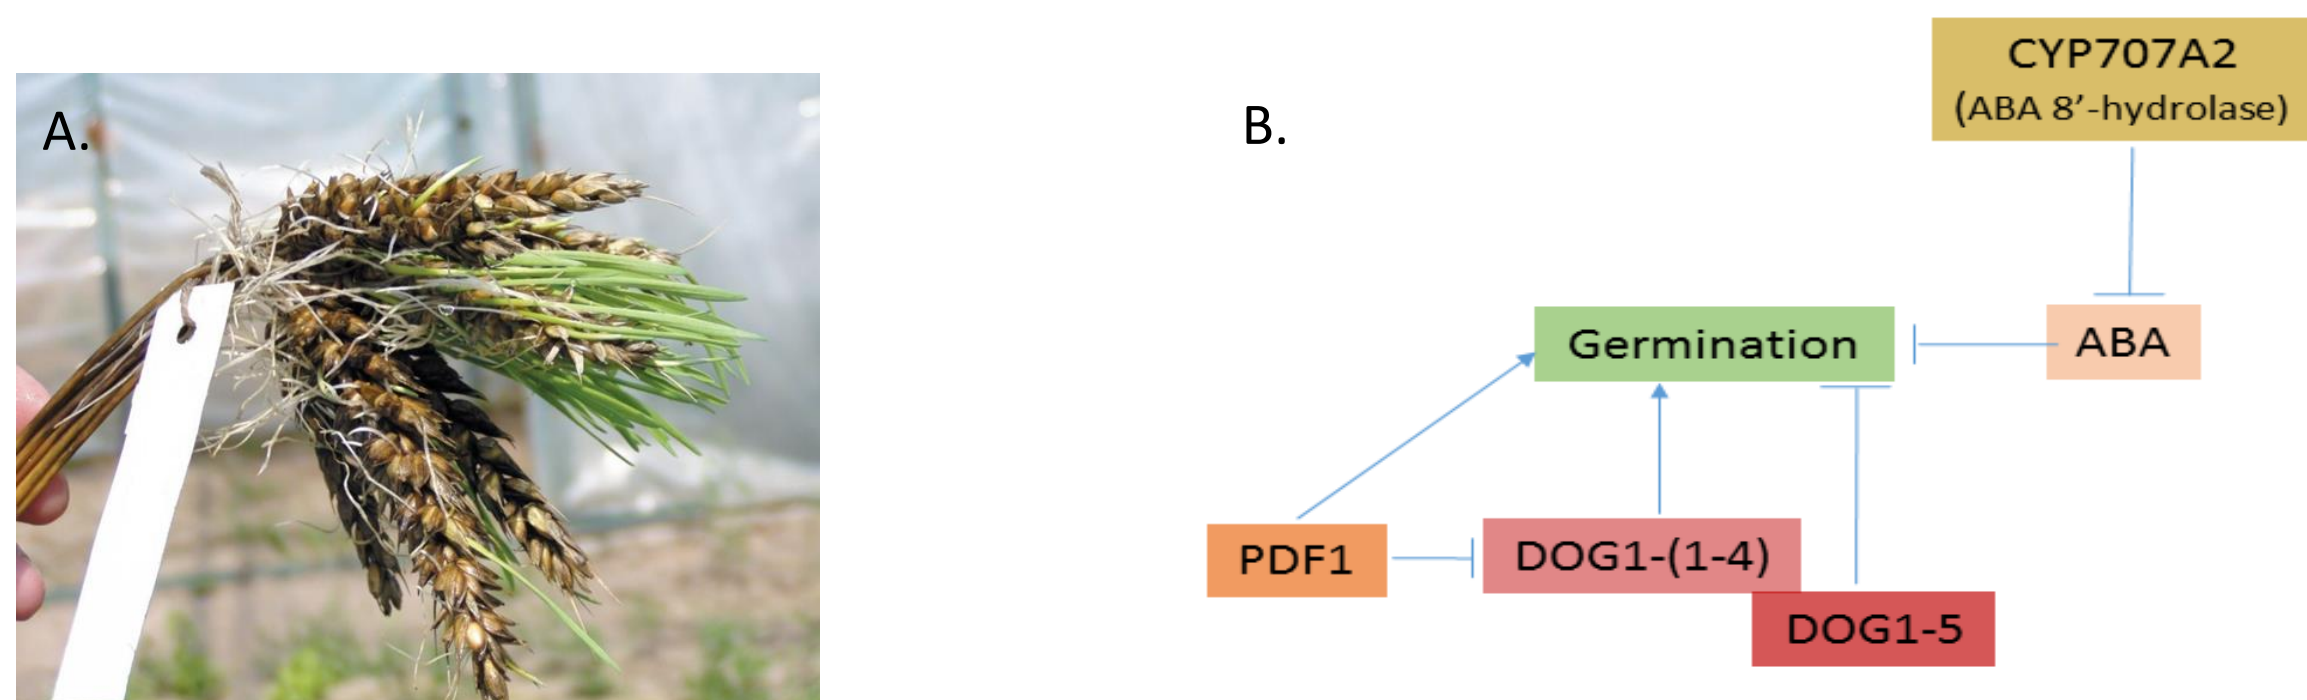 A.
B.
CYP707A2
(ABA 8’-hydrolase)
Germination
ABA
PDF1
DOG1-(1-4)
DOG1-5